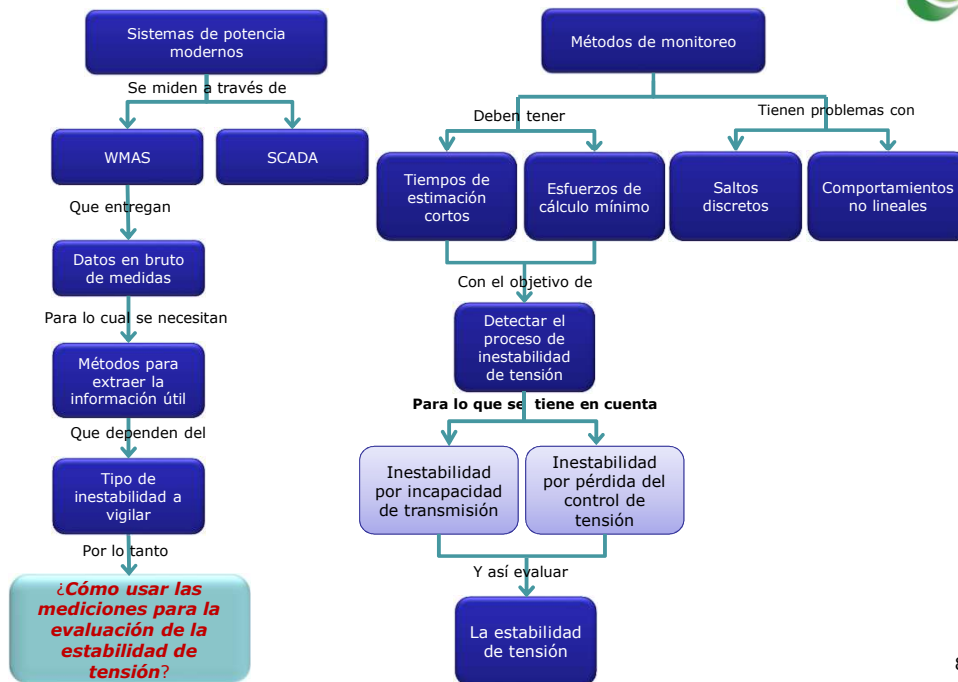 Sistemas de potencia
modernos
Se miden a través de
WMAS
SCADA
Que entregan
Datos en bruto
de medidas
Para lo cual se necesitan
Métodos para
extraer la
información útil
Que dependen del
Tipo de
inestabilidad a
vigilar
Por lo tanto
¿Cómo usar las
mediciones para la
evaluación de la
estabilidad de
tensión?
Métodos de monitoreo
Deben tener
Tienen problemas con
Tiempos de
estimación
cortos
Esfuerzos de
cálculo mínimo
Saltos
discretos
Comportamientos
no lineales
Con el objetivo de
Detectar el
proceso de
inestabilidad
de tensión
Para lo que se tiene en cuenta
Inestabilidad
por incapacidad
de transmisión
Inestabilidad
por pérdida del
control de
tensión
Y así evaluar
La estabilidad
de tensión
8